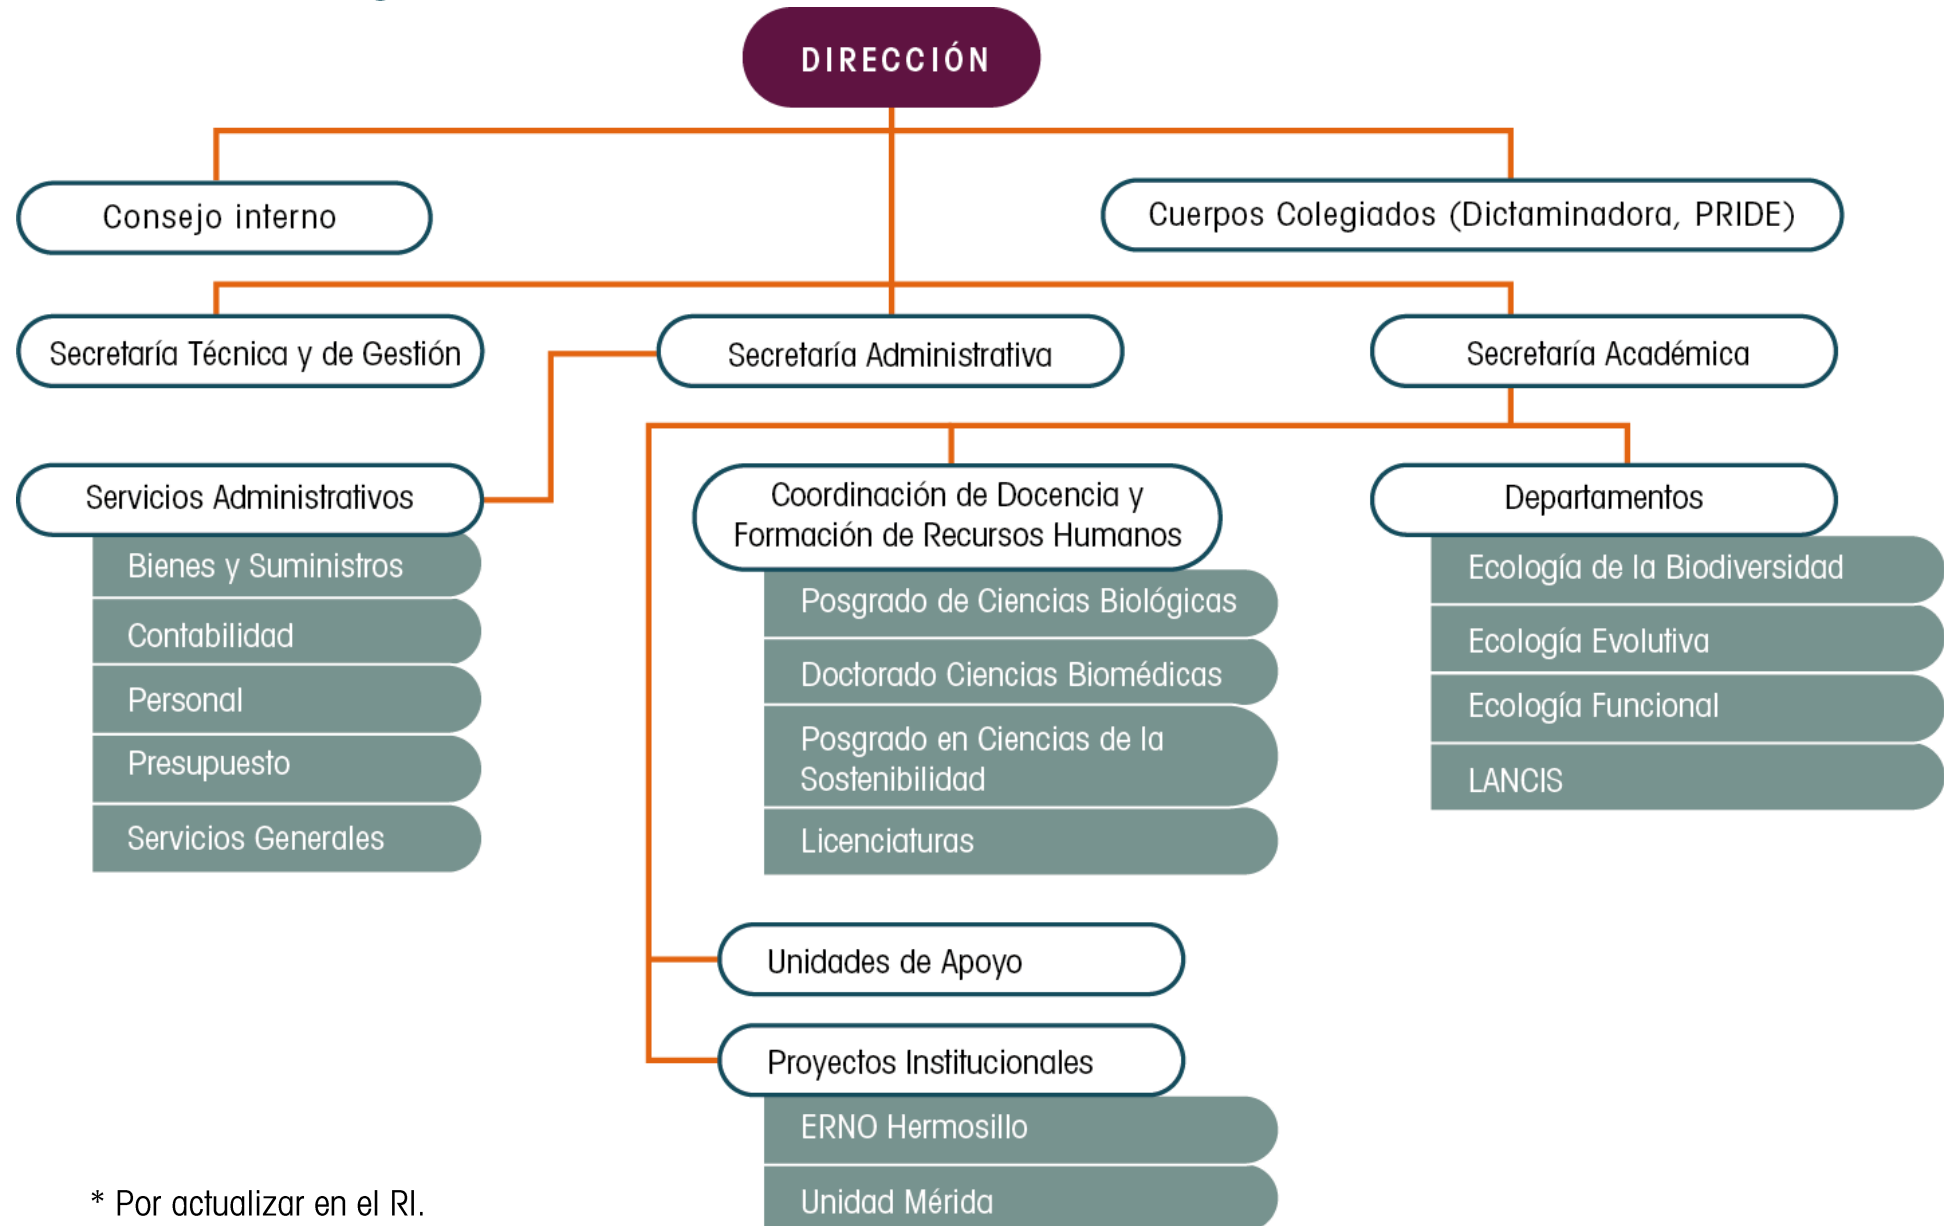 DIRECCIÓN
Consejo interno
Cuerpos Colegiados (Dictaminadora, PRIDE)
Secretaría Técnica y de Gestión
Secretaría Administrativa
Secretaría Académica
Servicios Administrativos
Bienes y Suministros
Contabilidad
Personal
Presupuesto
Servicios Generales
Coordinación de Docencia y
Formación de Recursos Humanos
Posgrado de Ciencias Biológicas
Doctorado Ciencias Biomédicas
Posgrado en Ciencias de la
Sostenibilidad
Licenciaturas
Departamentos
Ecología de la Biodiversidad
Ecología Evolutiva
Ecología Funcional
LANCIS
Unidades de Apoyo
Proyectos Institucionales
ERNO Hermosillo
Unidad Mérida
* Por actualizar en el RI.